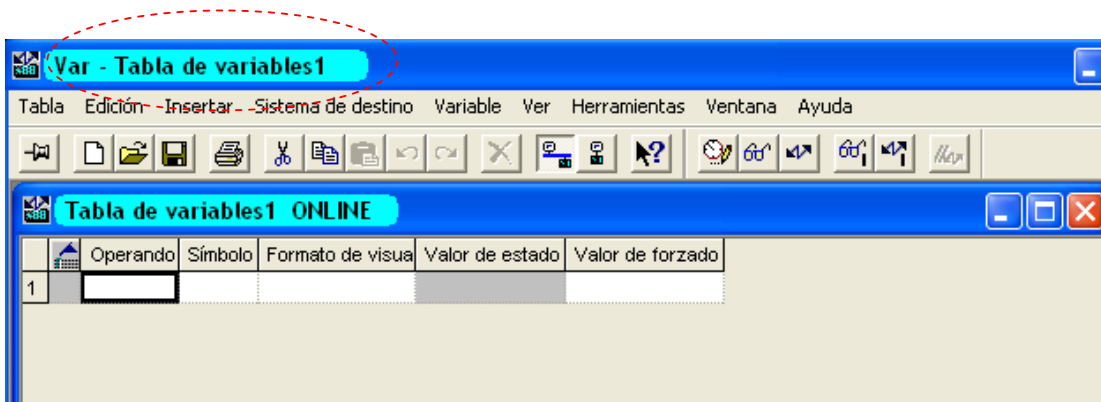 Var - Tabla de variables1
Tabla Edición Insertar Sistema de destino Variable Ver Herramientas Ventana Ayuda
Tabla de variables1 ONLINE
Operando Símbolo Formato de visua Valor de estado Valor de forzado
1